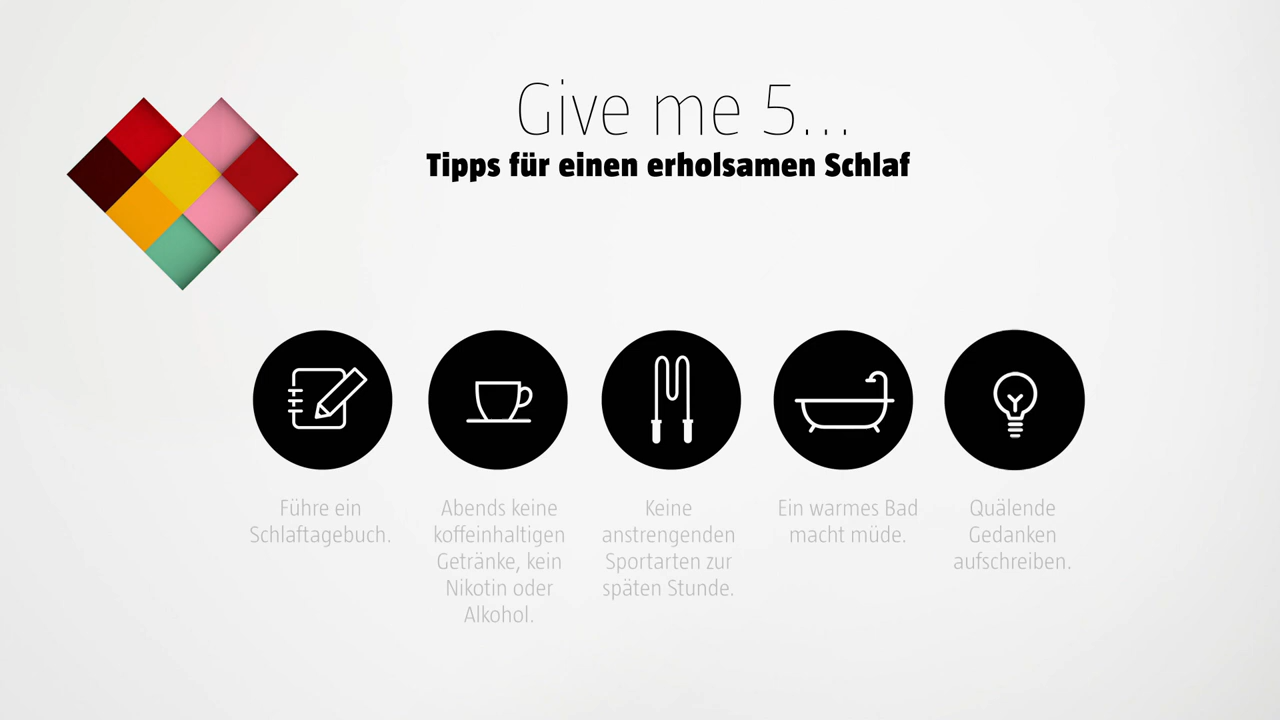 Give me 5...
Tipps für einen erholsamen Schlaf
Führe ein
Schlaftagebuch.
Abends keine
koffeinhaltigen
Getränke, kein
Nikotin oder
Alkohol.
Keine
anstrengenden
Sportarten zur
späten Stunde.
Ein warmes Bad
macht müde.
Quälende
Gedanken
aufschreiben.